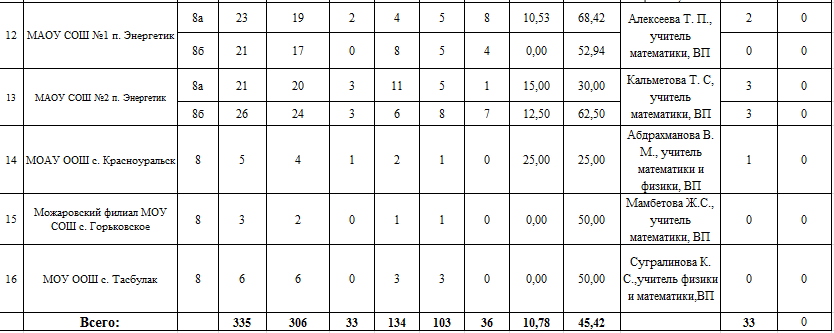 12 МАОУ СОШ №1 п. Энергетик 8а 23 19 2 4 5 8 10,53 68,42 Алексеева Т. П., учитель математики, ВП 2 0
8б 21 17 0 8 5 4 0,00 52,94 0 0
13 МАОУ СОШ №2 п. Энергетик 8а 21 20 3 11 5 1 15,00 30,00 Кальметова Т. С, учитель математики, ВП 3 0
8б 26 24 3 6 8 7 12,50 62,50 3 0
14 МОАУ ООШ с. Красноуральск 8 5 4 1 2 1 0 25,00 25,00 Абдрахманова В. М., учитель математики и физики, ВП 1 0
15 Можаровский филиал МОУ СОШ с. Горьковское 8 3 2 0 1 1 0 0,00 50,00 Мамбетова Ж.С., учитель математики, ВП 0 0
16 МОУ ООШ с. Тасбулак 8 6 6 0 3 3 0 0,00 50,00 Сугралинова К. С.,учитель физики и математики,ВП 0 0
Всего: 335 306 33 134 103 36 10,78 45,42 33 0